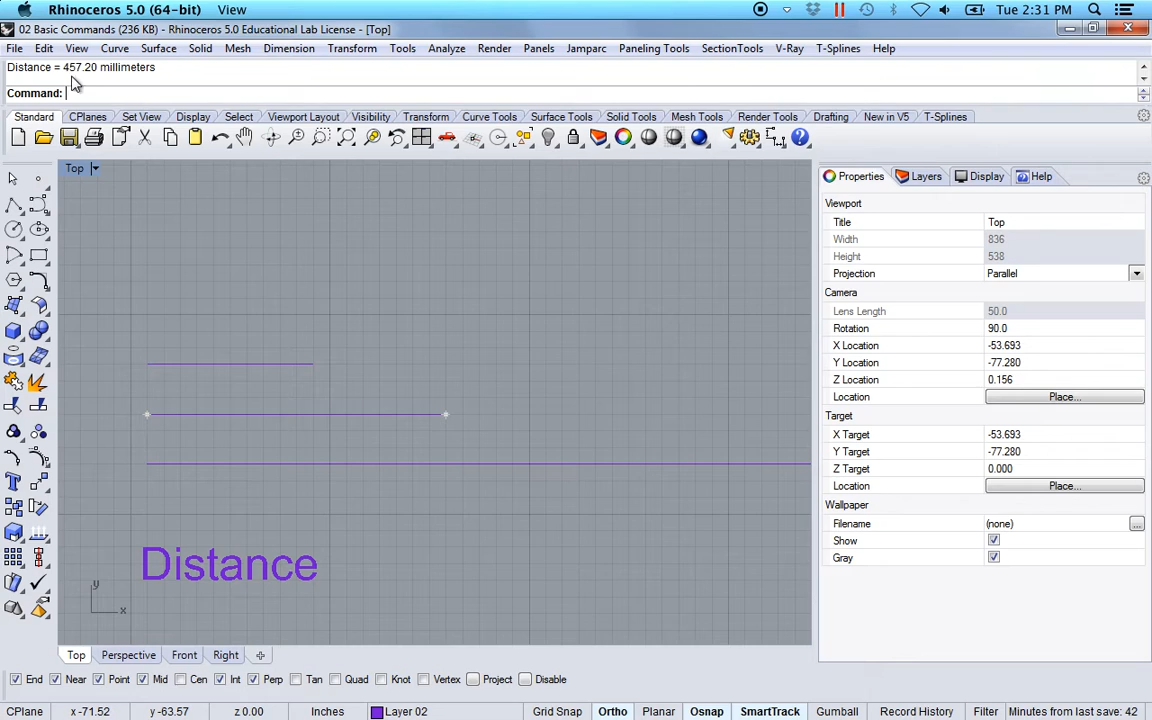 Rhinoceros 5.0 (64-bit) View Tue 2:31 PM
02 Basic Commands (236 KB) - Rhinoceros 5.0 Educational Lab License - [Top]
File Edit View Curve Surface Solid Mesh Dimension Transform Tools Analyze Render Panels Paneling Tools SectionTools V-Ray T-Splines Help
Distance = 457.20 millimeters
Command:
Standard CPlanes Set View Display Select Viewport Layout Visibility Transform Curve Tools Surface Tools Solid Tools Mesh Tools Render Tools Drafting New in V5 T-Splines
Top
Properties Layers Display Help
Viewport
Title Top
Width 836
Height 538
Projection Parallel
Camera
Lens Length 50.0
Rotation 90.0
X Location -53.693
Y Location -77.280
Z Location 0.156
Location Place...
Target
X Target -53.693
Y Target -77.280
Z Target 0.000
Location Place...
Wallpaper
Filename (none) ...
Show
Gray
Distance
y
x
Top Perspective Front Right
End Near Point Mid Cen Int Perp Tan Quad Knot Vertex Project Disable
CPlane x -71.52 y -63.57 z 0.00 Inches Layer 02 Grid Snap Ortho Planar Osnap SmartTrack Gumball Record History Filter Minutes from last save: 42